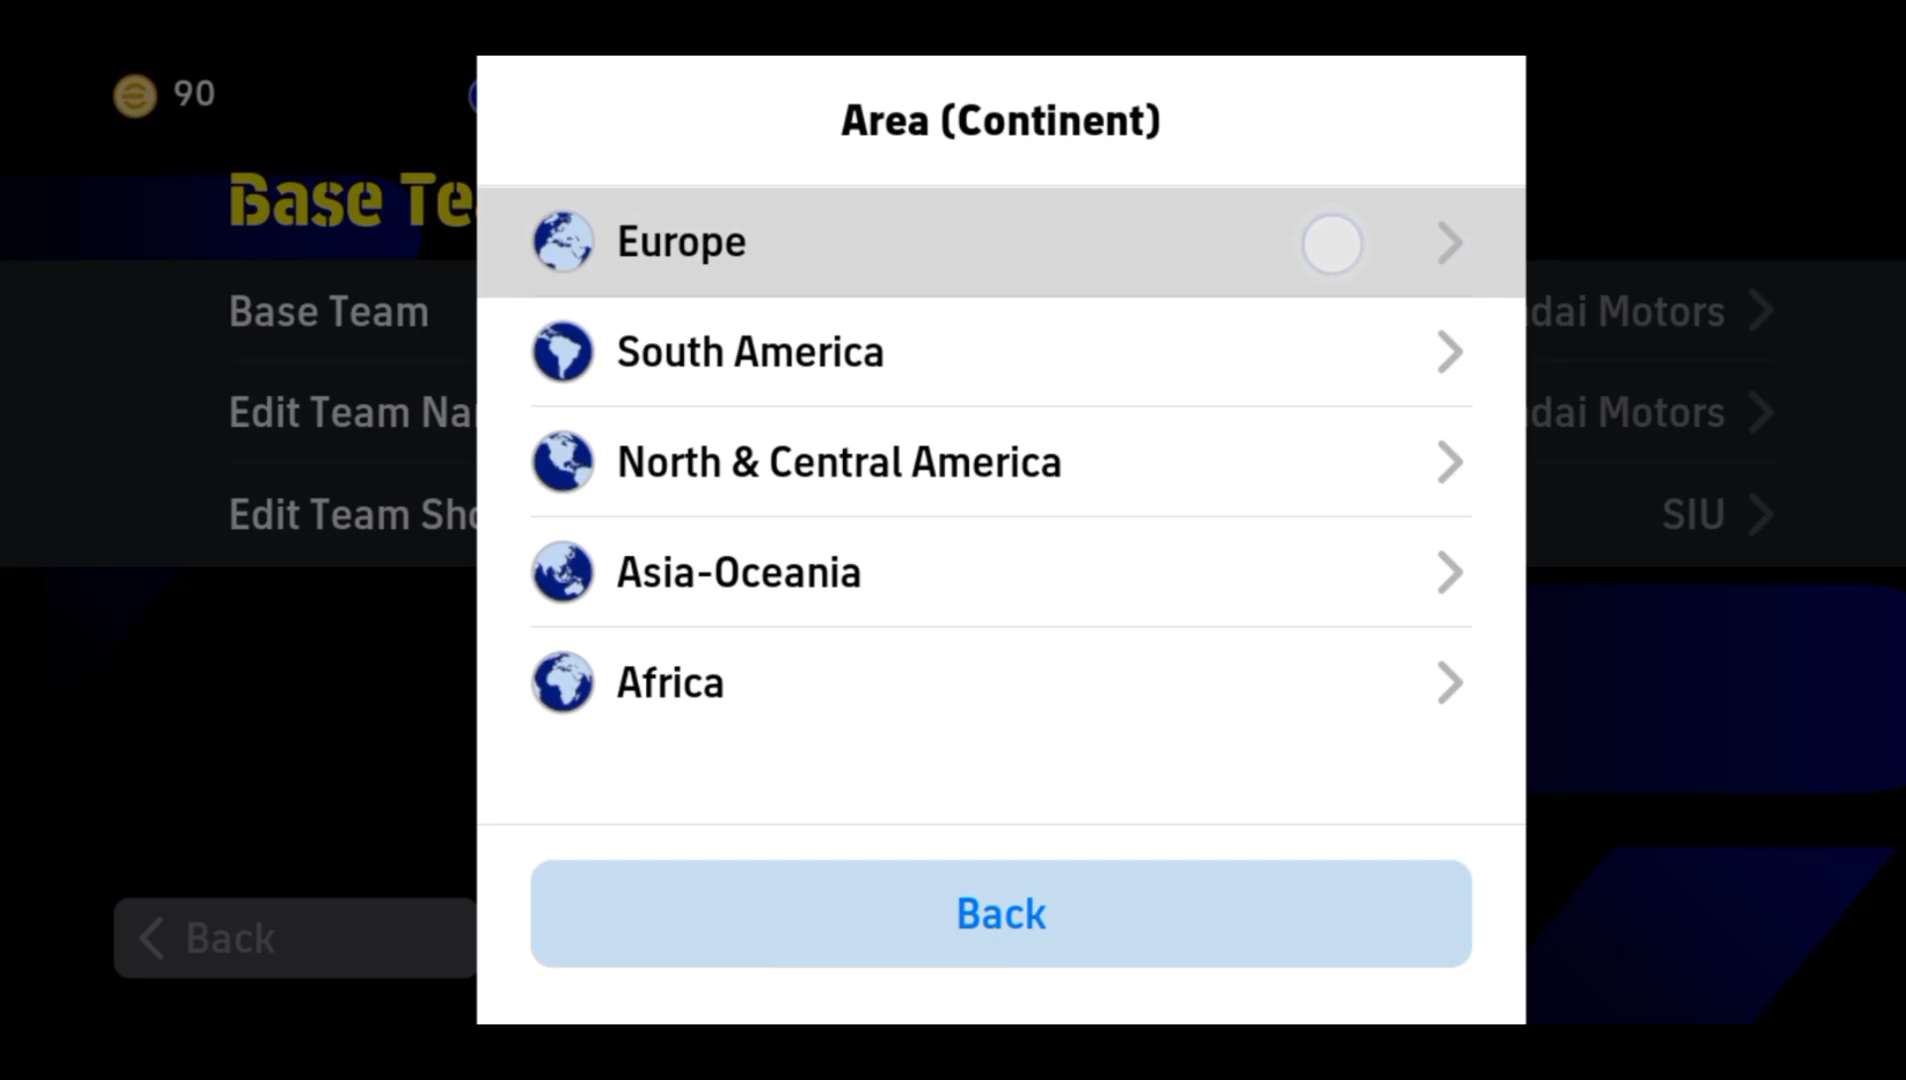 90
Area (Continent)
Base Te
Europe
Base Team
dai Motors
South America
Edit Team Na
dai Motors
North & Central America
Edit Team Sho
SIU
Asia-Oceania
Africa
Back
Back